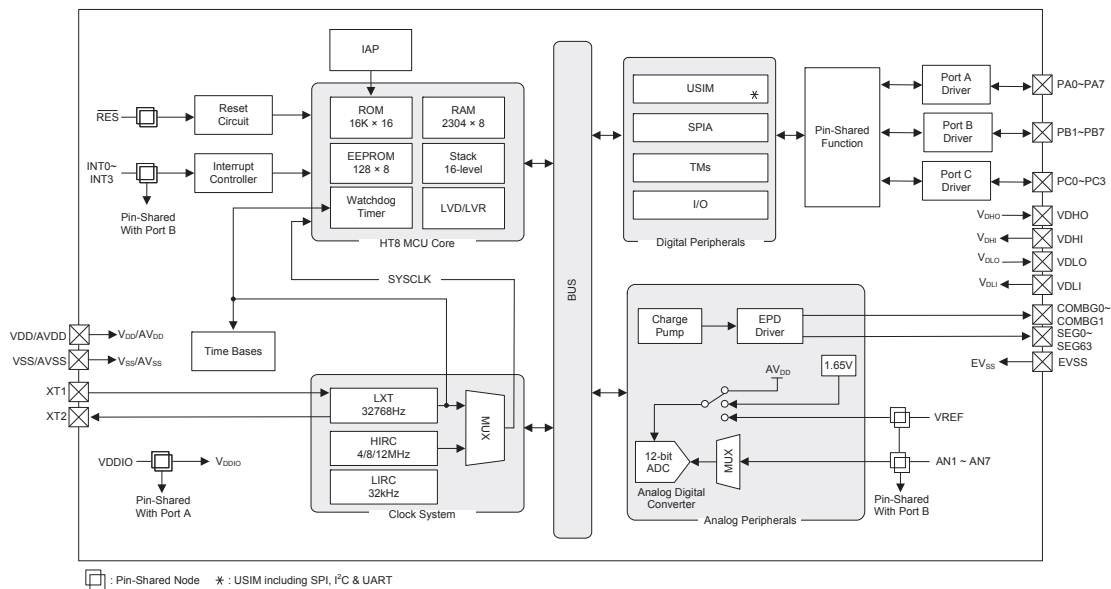 IAP
HT8 MCU Core
ROM
16K × 16
RAM
2304 × 8
EEPROM
128 × 8
Stack
16-level
Watchdog
Timer
LVD/LVR
RES
Reset
Circuit
INT0~
INT3
Interrupt
Controller
Pin-Shared
With Port B
SYSCLK
Time Bases
VDD/AVDD
VDD/AVDD
VSS/AVSS
VSS/AVSS
XT1
XT2
LXT
32768Hz
HIRC
4/8/12MHz
LIRC
32kHz
MUX
Clock System
VDDIO
VDDIO
Pin-Shared
With Port A
BUS
USIM
*
SPIA
TMs
I/O
Digital Peripherals
Pin-Shared
Function
Port A
Driver
Port B
Driver
Port C
Driver
PA0~PA7
PB1~PB7
PC0~PC3
VDHO
VDHO
VDHI
VDHI
VDLO
VDLO
VDLI
VDLI
COMBG0~
COMBG1
SEG0~
SEG63
EVSS
EVSS
Charge
Pump
EPD
Driver
1.65V
AVDD
VREF
12-bit
ADC
MUX
AN1 ~ AN7
Analog Digital
Converter
Pin-Shared
With Port B
Analog Peripherals
: Pin-Shared Node
* : USIM including SPI, I²C & UART